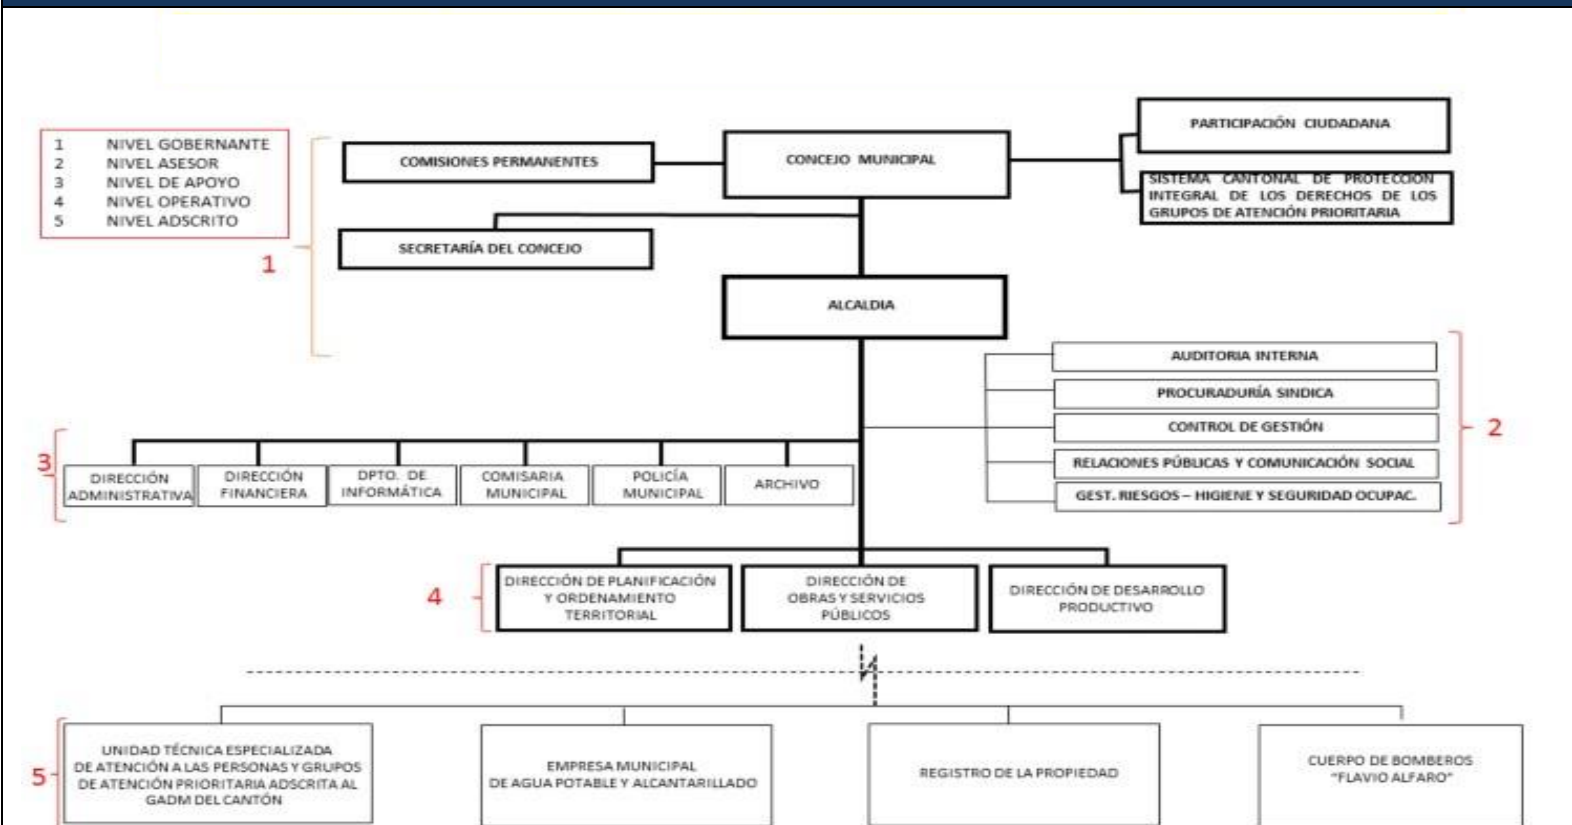 1 NIVEL GOBERNANTE
2 NIVEL ASESOR
3 NIVEL DE APOYO
4 NIVEL OPERATIVO
5 NIVEL ADSCRITO
COMISIONES PERMANENTES
CONCEJO MUNICIPAL
PARTICIPACIÓN CIUDADANA
SISTEMA CANTONAL DE PROTECCIÓN
INTEGRAL DE LOS DERECHOS DE LOS
GRUPOS DE ATENCIÓN PRIORITARIA
SECRETARÍA DEL CONCEJO
1
ALCALDIA
AUDITORIA INTERNA
PROCURADURÍA SINDICA
CONTROL DE GESTIÓN
RELACIONES PÚBLICAS Y COMUNICACIÓN SOCIAL
GEST. RIESGOS – HIGIENE Y SEGURIDAD OCUPAC.
2
3
DIRECCIÓN
ADMINISTRATIVA
DIRECCIÓN
FINANCIERA
DPTO. DE
INFORMÁTICA
COMISARIA
MUNICIPAL
POLICÍA
MUNICIPAL
ARCHIVO
4
DIRECCIÓN DE PLANIFICACIÓN
Y ORDENAMIENTO
TERRITORIAL
DIRECCIÓN DE
OBRAS Y SERVICIOS
PÚBLICOS
DIRECCIÓN DE DESARROLLO
PRODUCTIVO
5
UNIDAD TÉCNICA ESPECIALIZADA
DE ATENCIÓN A LAS PERSONAS Y GRUPOS
DE ATENCIÓN PRIORITARIA ADSCRITA AL
GADM DEL CANTÓN
EMPRESA MUNICIPAL
DE AGUA POTABLE Y ALCANTARILLADO
REGISTRO DE LA PROPIEDAD
CUERPO DE BOMBEROS
"FLAVIO ALFARO"